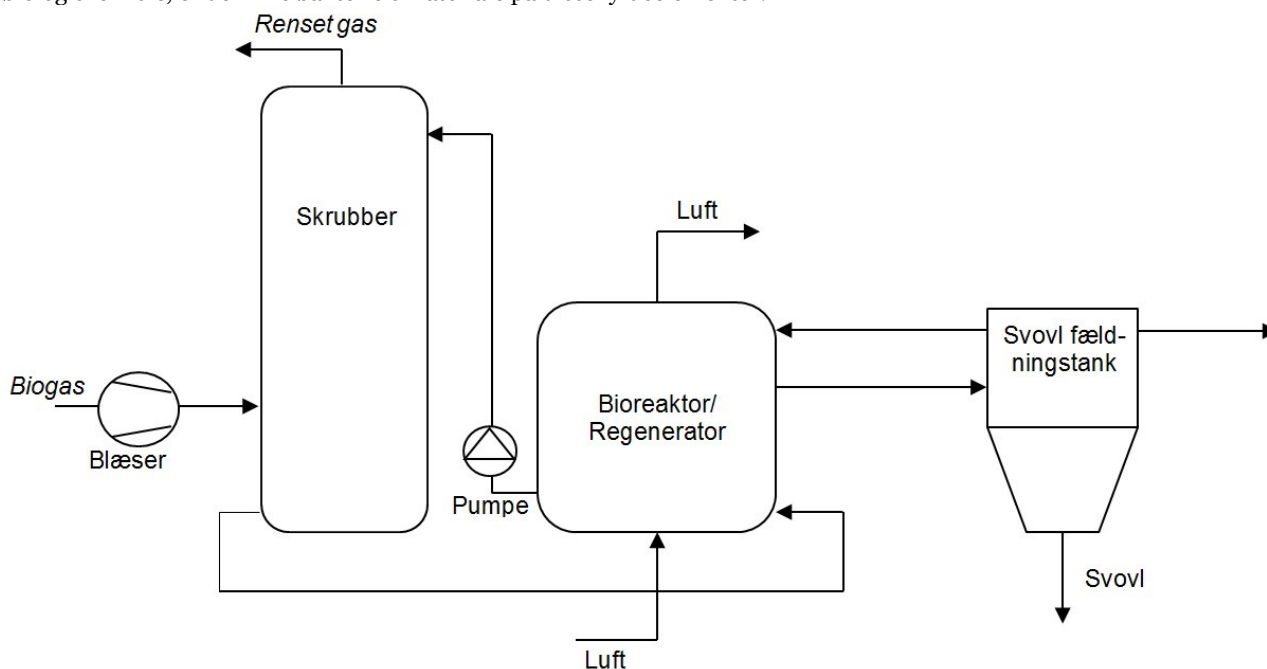 Renset gas
Skrubber
Luft
Svovl fæld-
ningstank
Biogas
Bioreaktor/
Regenerator
Blæser
Pumpe
Svovl
Luft